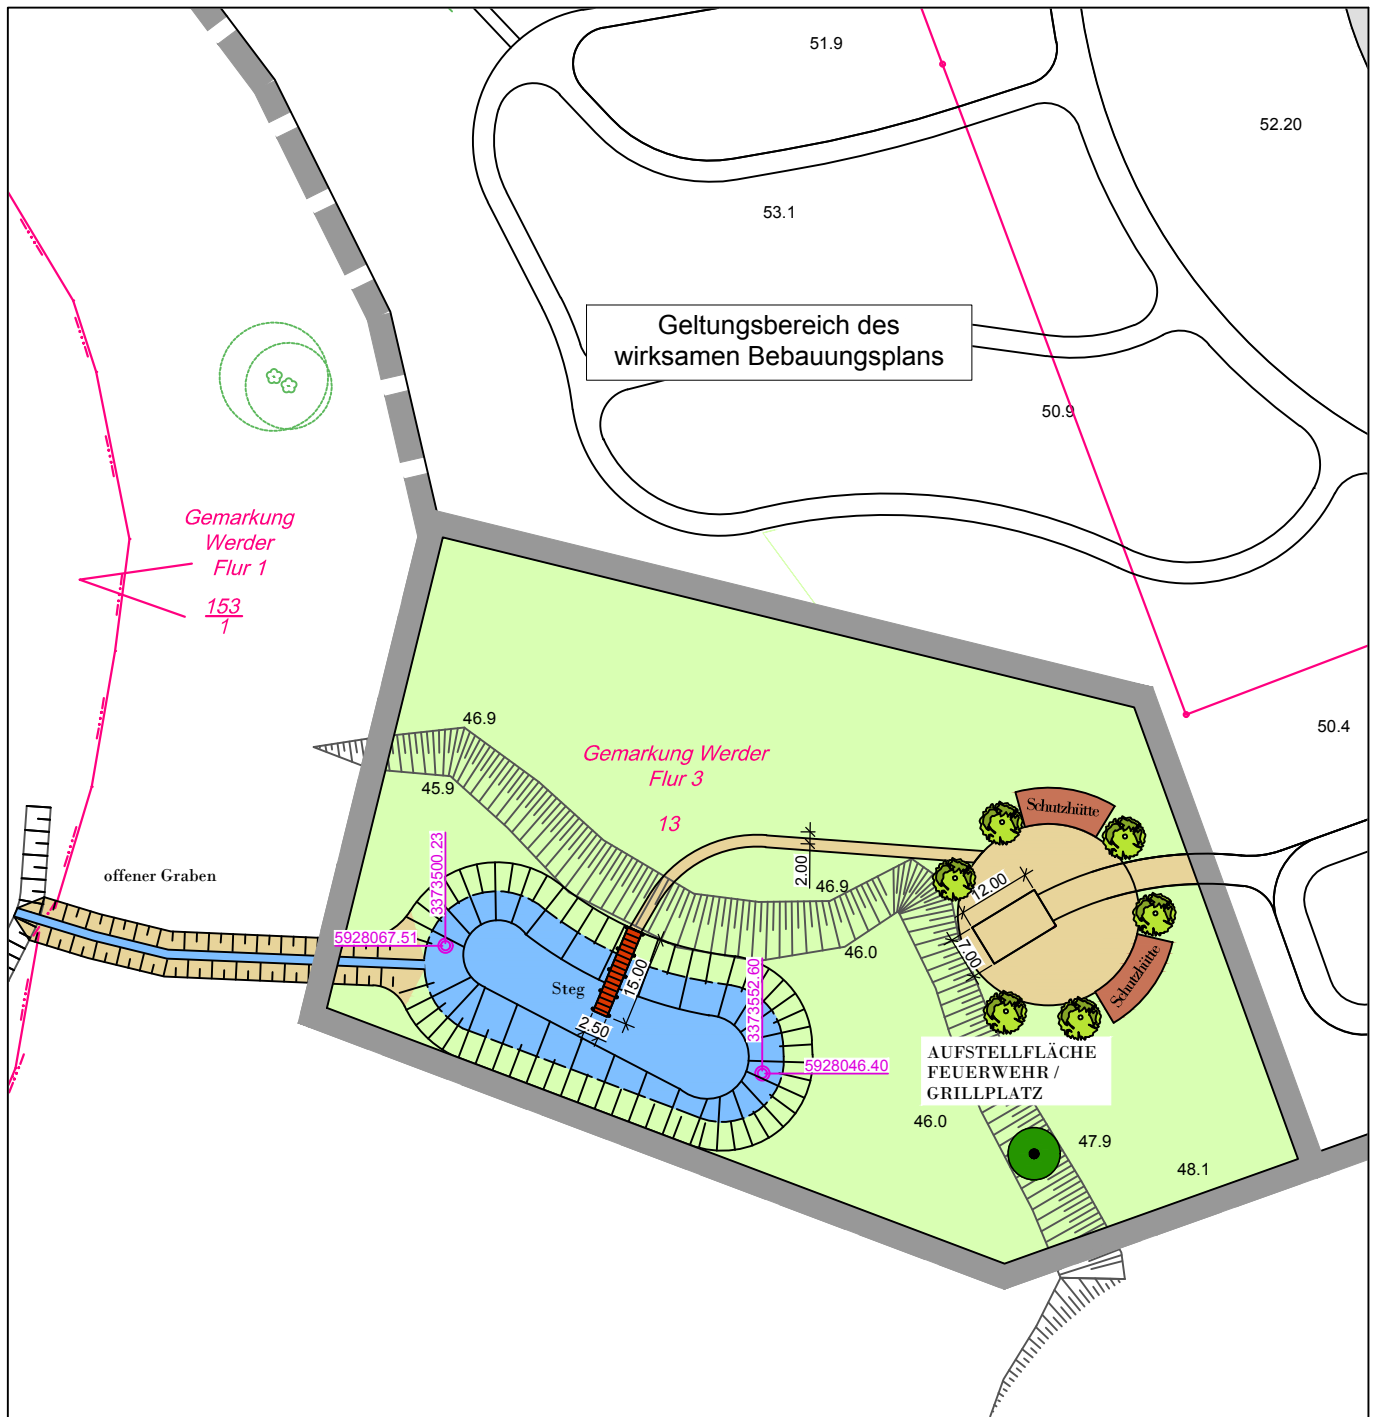 51.9
52.20
53.1
Geltungsbereich des
wirksamen Bebauungsplans
50.9
Gemarkung
Werder
Flur 1
153
1
46.9
50.4
Gemarkung Werder
Flur 3
45.9
13
Schutzhütte
3373500.23
2.00
offener Graben
46.9
12.00
5928067.51
46.0
7.00
Schutzhütte
Steg
15.00
3373552.60
2.50
AUFSTELLFLÄCHE
FEUERWEHR /
GRILLPLATZ
5928046.40
46.0
47.9
48.1